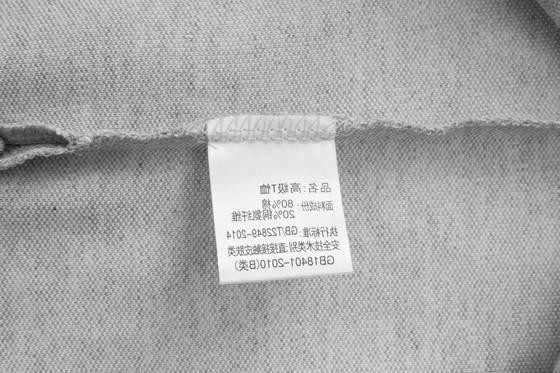 品名:高级T恤
面料成份:80%棉
20%铜氨纤维
执行标准:GB/T22849-2014
安全技术类别:直接接触皮肤类
GB18401-2010(B类)